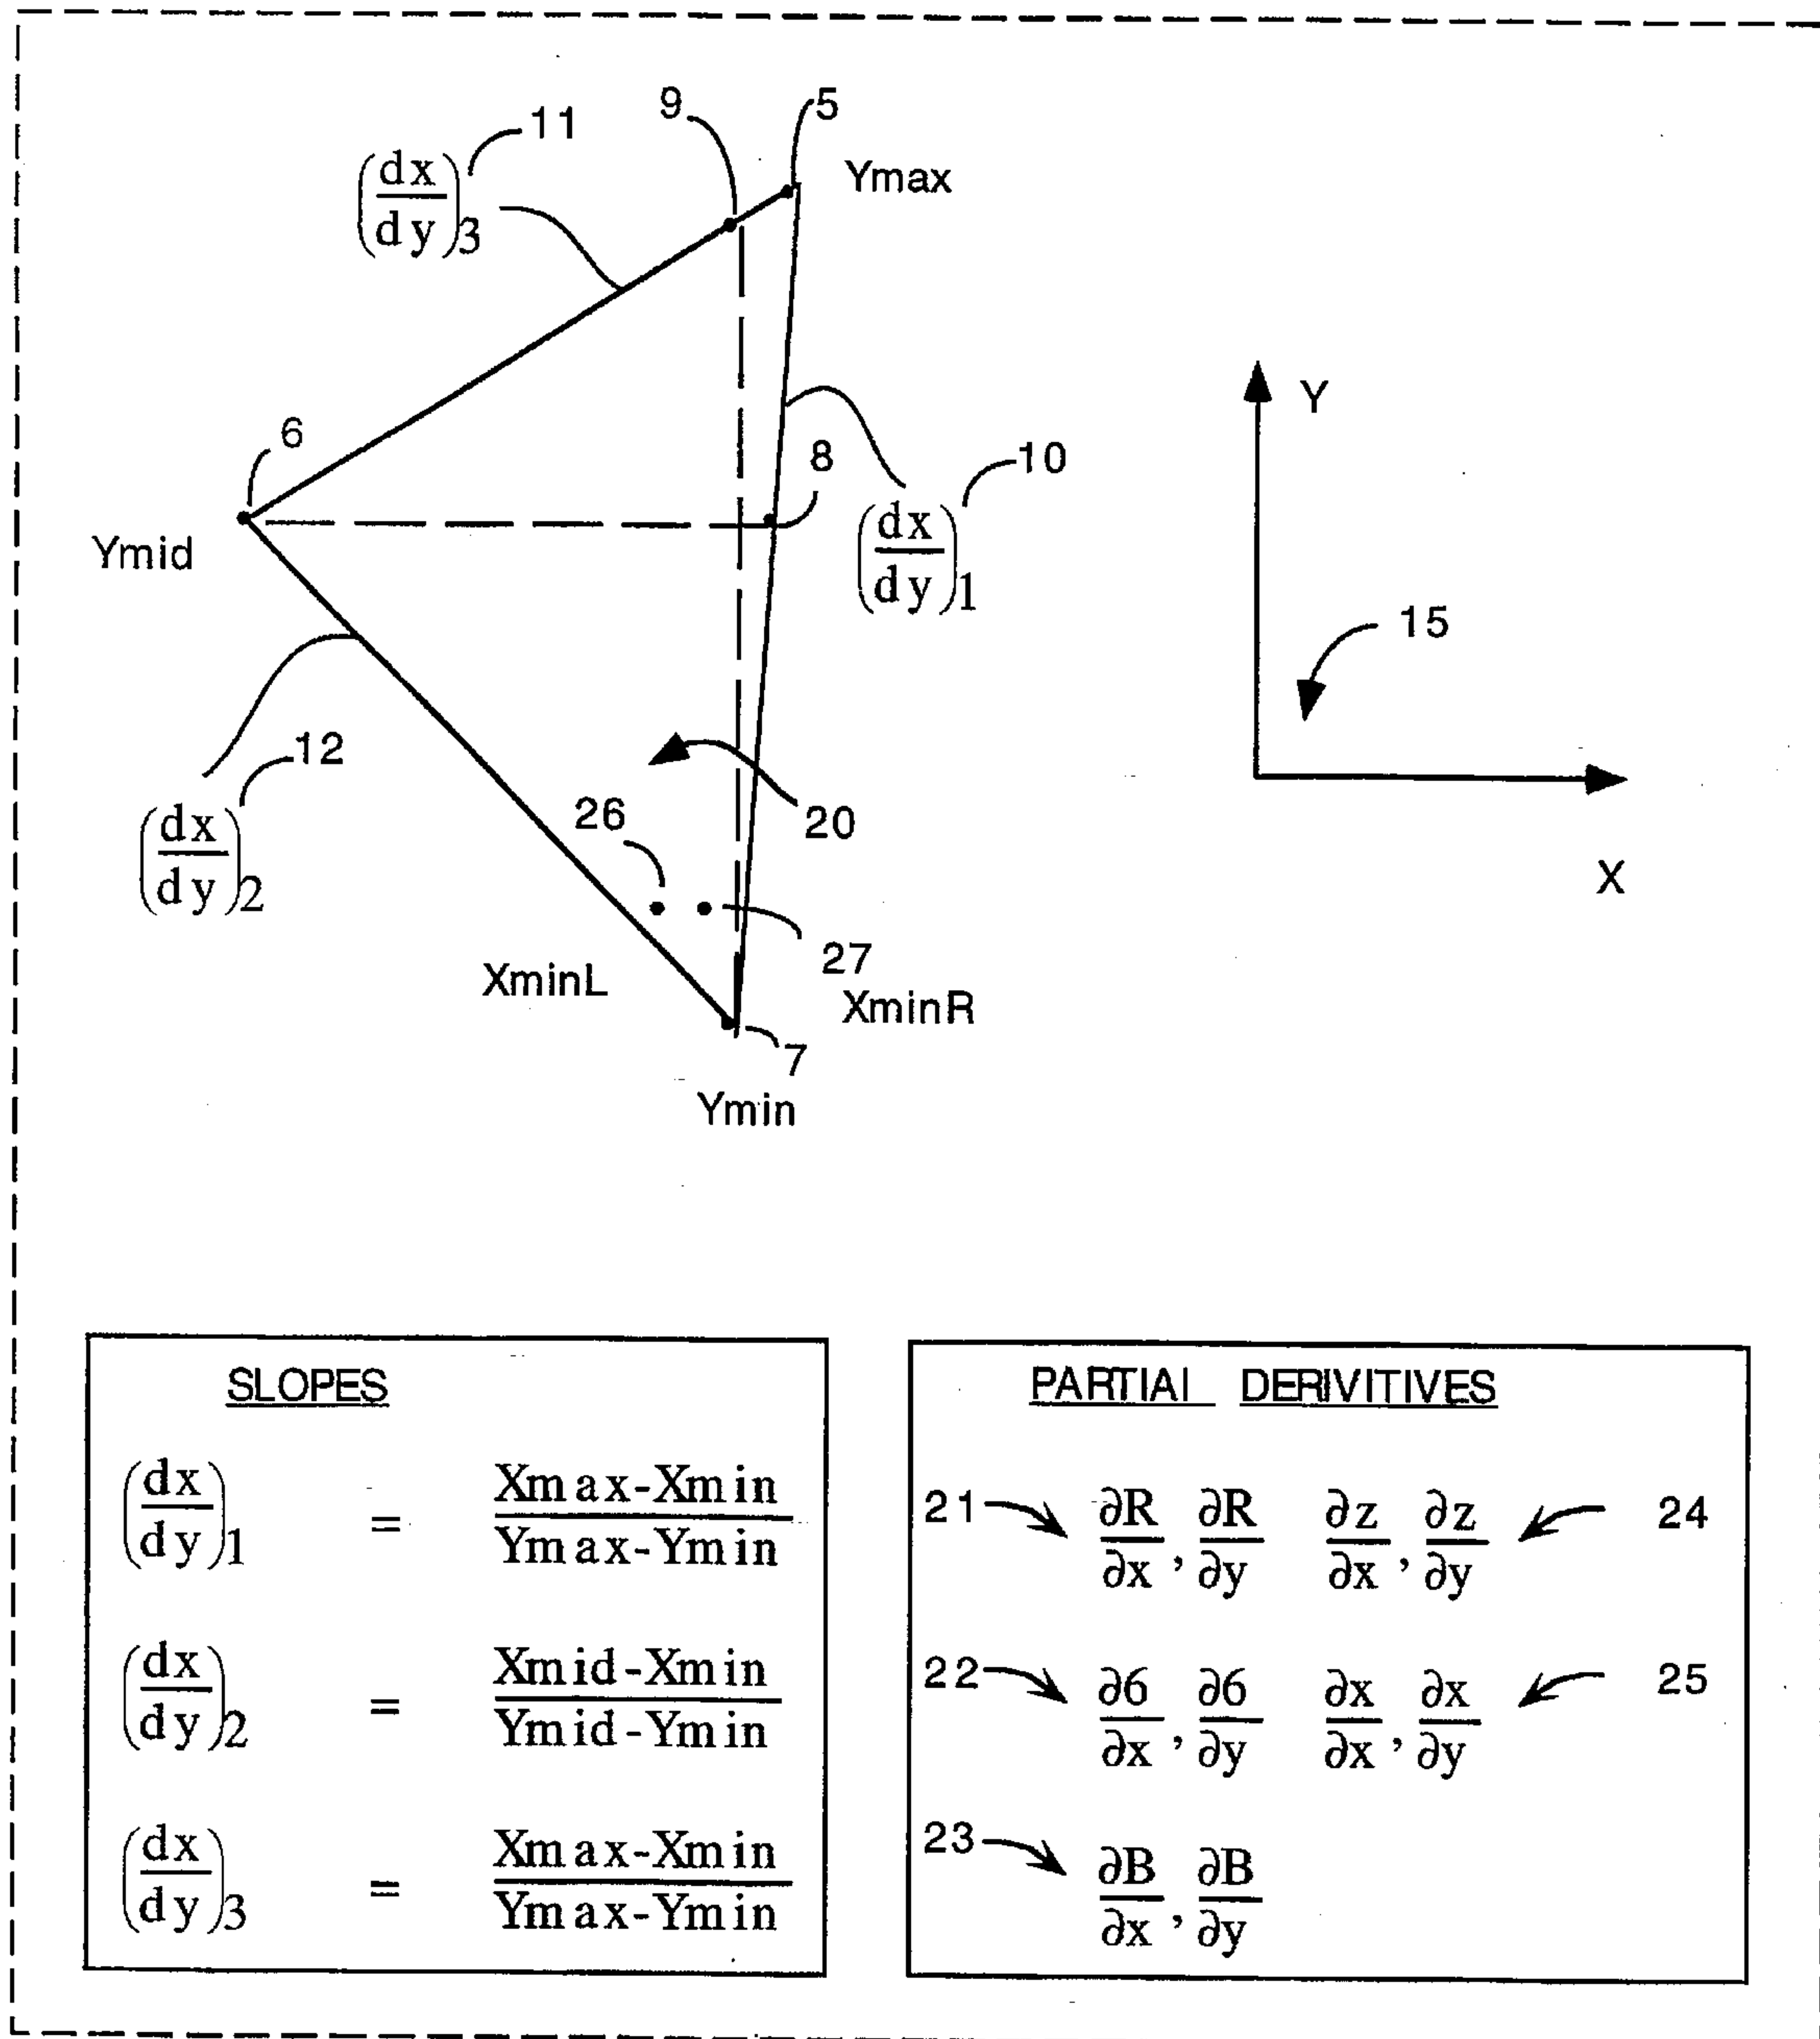 9
5
11
Ymax
(dx/dy)3
6
8
10
Y
Ymid
(dx/dy)1
15
12
26
20
(dx/dy)2
X
27
XminL
XminR
7
Ymin
SLOPES
(dx/dy)1 = Xmax-Xmin/Ymax-Ymin
(dx/dy)2 = Xmid-Xmin/Ymid-Ymin
(dx/dy)3 = Xmax-Xmin/Ymax-Ymin
PARTIAL DERIVITIVES
21 ∂R/∂x, ∂R/∂y ∂z/∂x, ∂z/∂y 24
22 ∂6/∂x, ∂6/∂y ∂x/∂x, ∂x/∂y 25
23 ∂B/∂x, ∂B/∂y